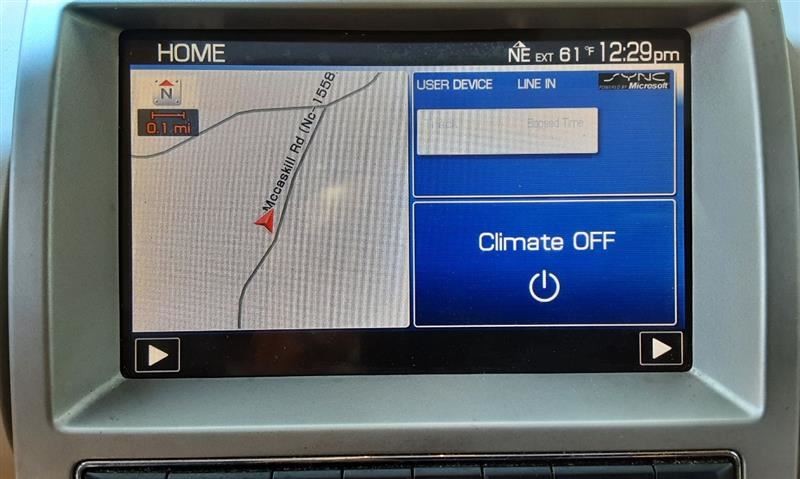 HOME
NE EXT 61°F 12:29pm
N
0.1 mi
Mccaskill Rd (Nc-1558
USER DEVICE LINE IN
SYNC
POWERED BY Microsoft
Elapsed Time
Climate OFF